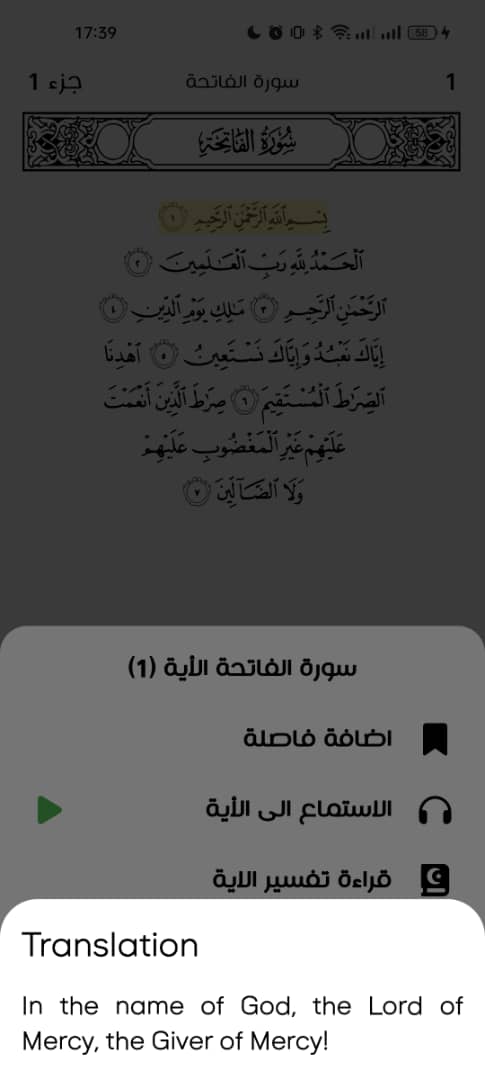 17:39
58
جزء 1
سورة الفاتحة
1
سُورَةُ الفَاتِحَةِ
بِسْمِ ٱللَّهِ ٱلرَّحْمَٰنِ ٱلرَّحِيمِ ١
ٱلْحَمْدُ لِلَّهِ رَبِّ ٱلْعَٰلَمِينَ ٢
ٱلرَّحْمَٰنِ ٱلرَّحِيمِ ٣ مَٰلِكِ يَوْمِ ٱلدِّينِ ٤
إِيَّاكَ نَعْبُدُ وَإِيَّاكَ نَسْتَعِينُ ٥ ٱهْدِنَا
ٱلصِّرَٰطَ ٱلْمُسْتَقِيمَ ٦ صِرَٰطَ ٱلَّذِينَ أَنْعَمْتَ
عَلَيْهِمْ غَيْرِ ٱلْمَغْضُوبِ عَلَيْهِمْ
وَلَا ٱلضَّآلِّينَ ٧
سورة الفاتحة الأية (1)
اضافة فاصلة
الاستماع الى الأية
قراءة تفسير الاية
Translation
In the name of God, the Lord of
Mercy, the Giver of Mercy!